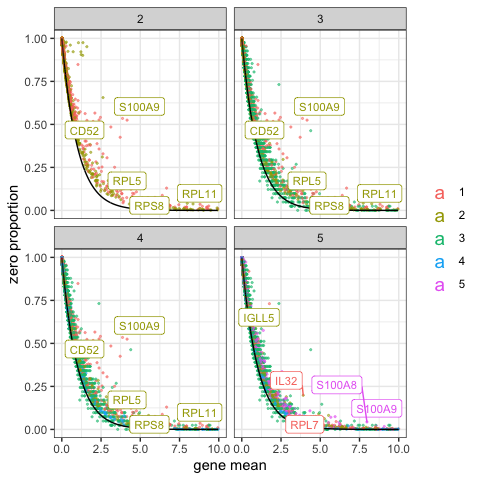 2
3
1.00
0.75
0.50
0.25
0.00
S100A9
CD52
RPL5
RPL11
RPS8
S100A9
CD52
RPL5
RPL11
RPS8
4
5
1.00
0.75
0.50
0.25
0.00
S100A9
CD52
RPL5
RPL11
RPS8
IGLL5
IL32
S100A8
S100A9
RPL7
0.0
2.5
5.0
7.5
10.0
0.0
2.5
5.0
7.5
10.0
gene mean
zero proportion
a 1
a 2
a 3
a 4
a 5